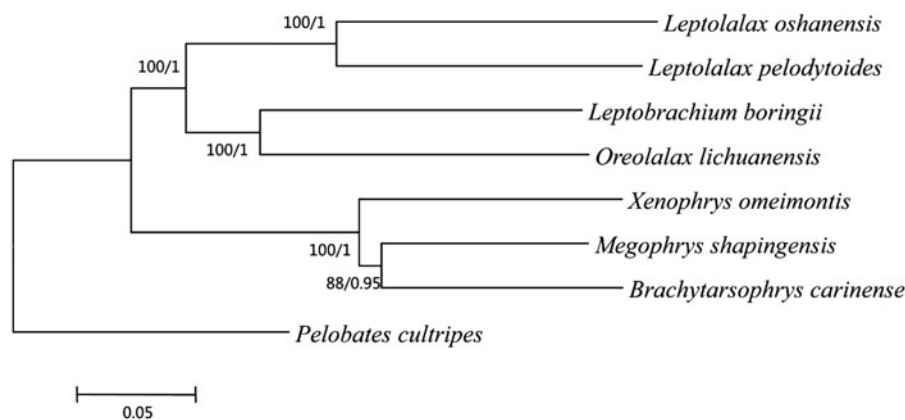 100/1
Leptolalax oshanensis
100/1
Leptolalax pelodytoides
Leptobrachium boringii
100/1
Oreolalax lichuanensis
Xenophrys omeimontis
100/1
Megophrys shapingensis
88/0.95
Brachytarsophrys carinense
Pelobates cultripes
0.05